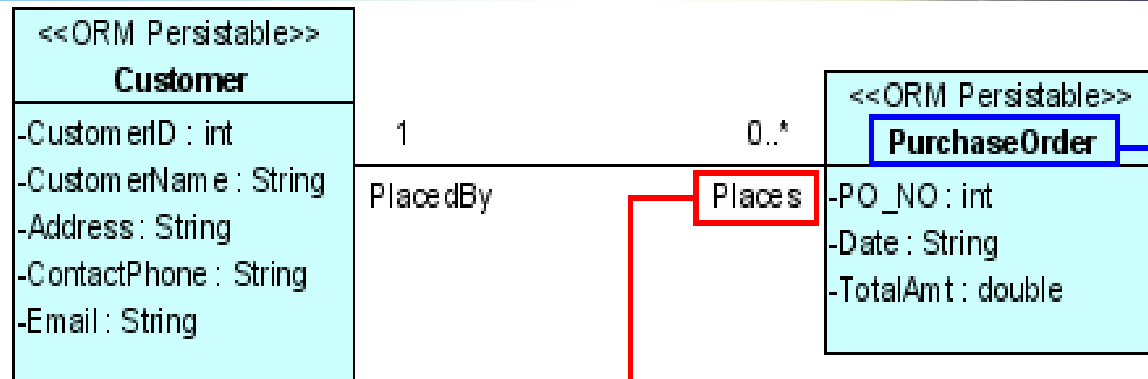 <<ORM Persistable>>
Customer
-CustomerID : int
-CustomerName : String
-Address : String
-ContactPhone : String
-Email : String
1
0..*
PlacedBy
Places
<<ORM Persistable>>
PurchaseOrder
-PO_NO : int
-Date : String
-TotalAmt : double